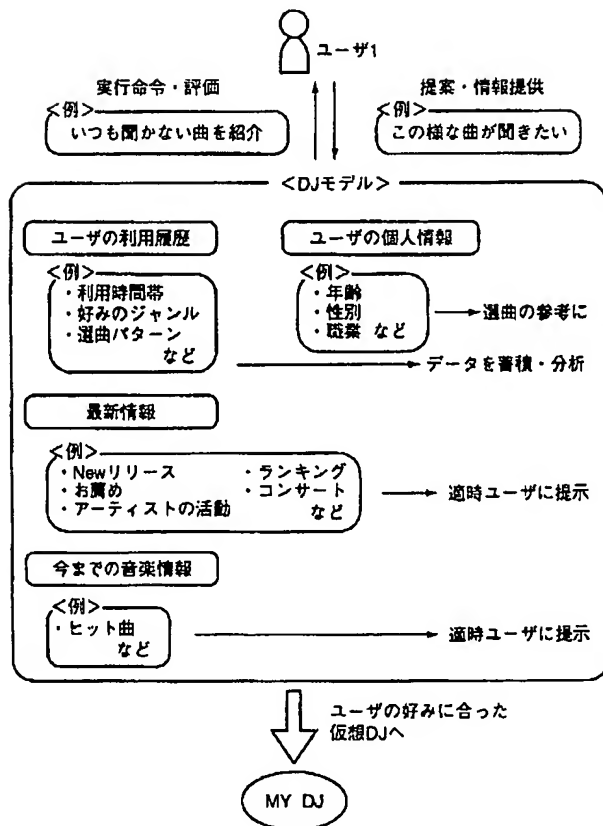 ユーザ1
実行命令・評価
<例>
いつも聞かない曲を紹介
提案・情報提供
<例>
この様な曲が聞きたい
<DJモデル>
ユーザの利用履歴
<例>
・利用時間帯
・好みのジャンル
・選曲パターン
など
データを蓄積・分析
ユーザの個人情報
<例>
・年齢
・性別
・職業 など
選曲の参考に
最新情報
<例>
・Newリリース
・お薦め
・アーティストの活動
・ランキング
・コンサート
など
適時ユーザに提示
今までの音楽情報
<例>
・ヒット曲
など
適時ユーザに提示
ユーザの好みに合った
仮想DJへ
MY DJ